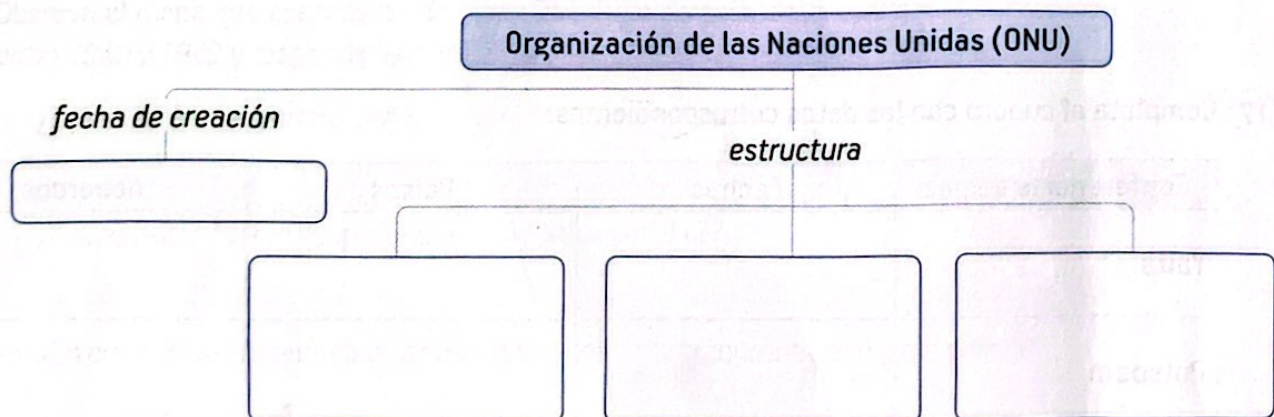 Organización de las Naciones Unidas (ONU)
fecha de creación
estructura